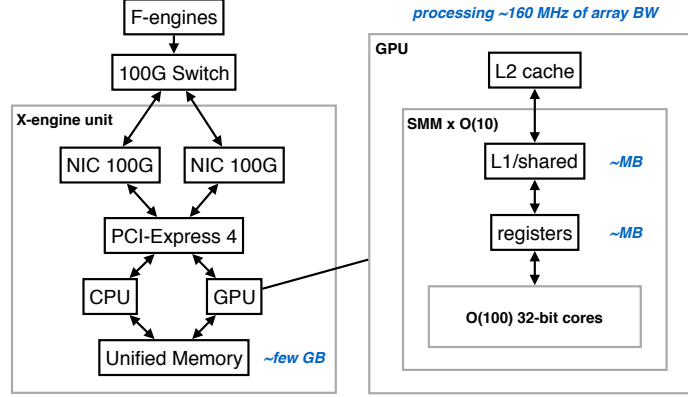 F-engines
100G Switch
X-engine unit
NIC 100G
NIC 100G
PCI-Express 4
CPU
GPU
Unified Memory
~few GB
processing ~160 MHz of array BW
GPU
L2 cache
SMM x O(10)
L1/shared
~MB
registers
~MB
O(100) 32-bit cores